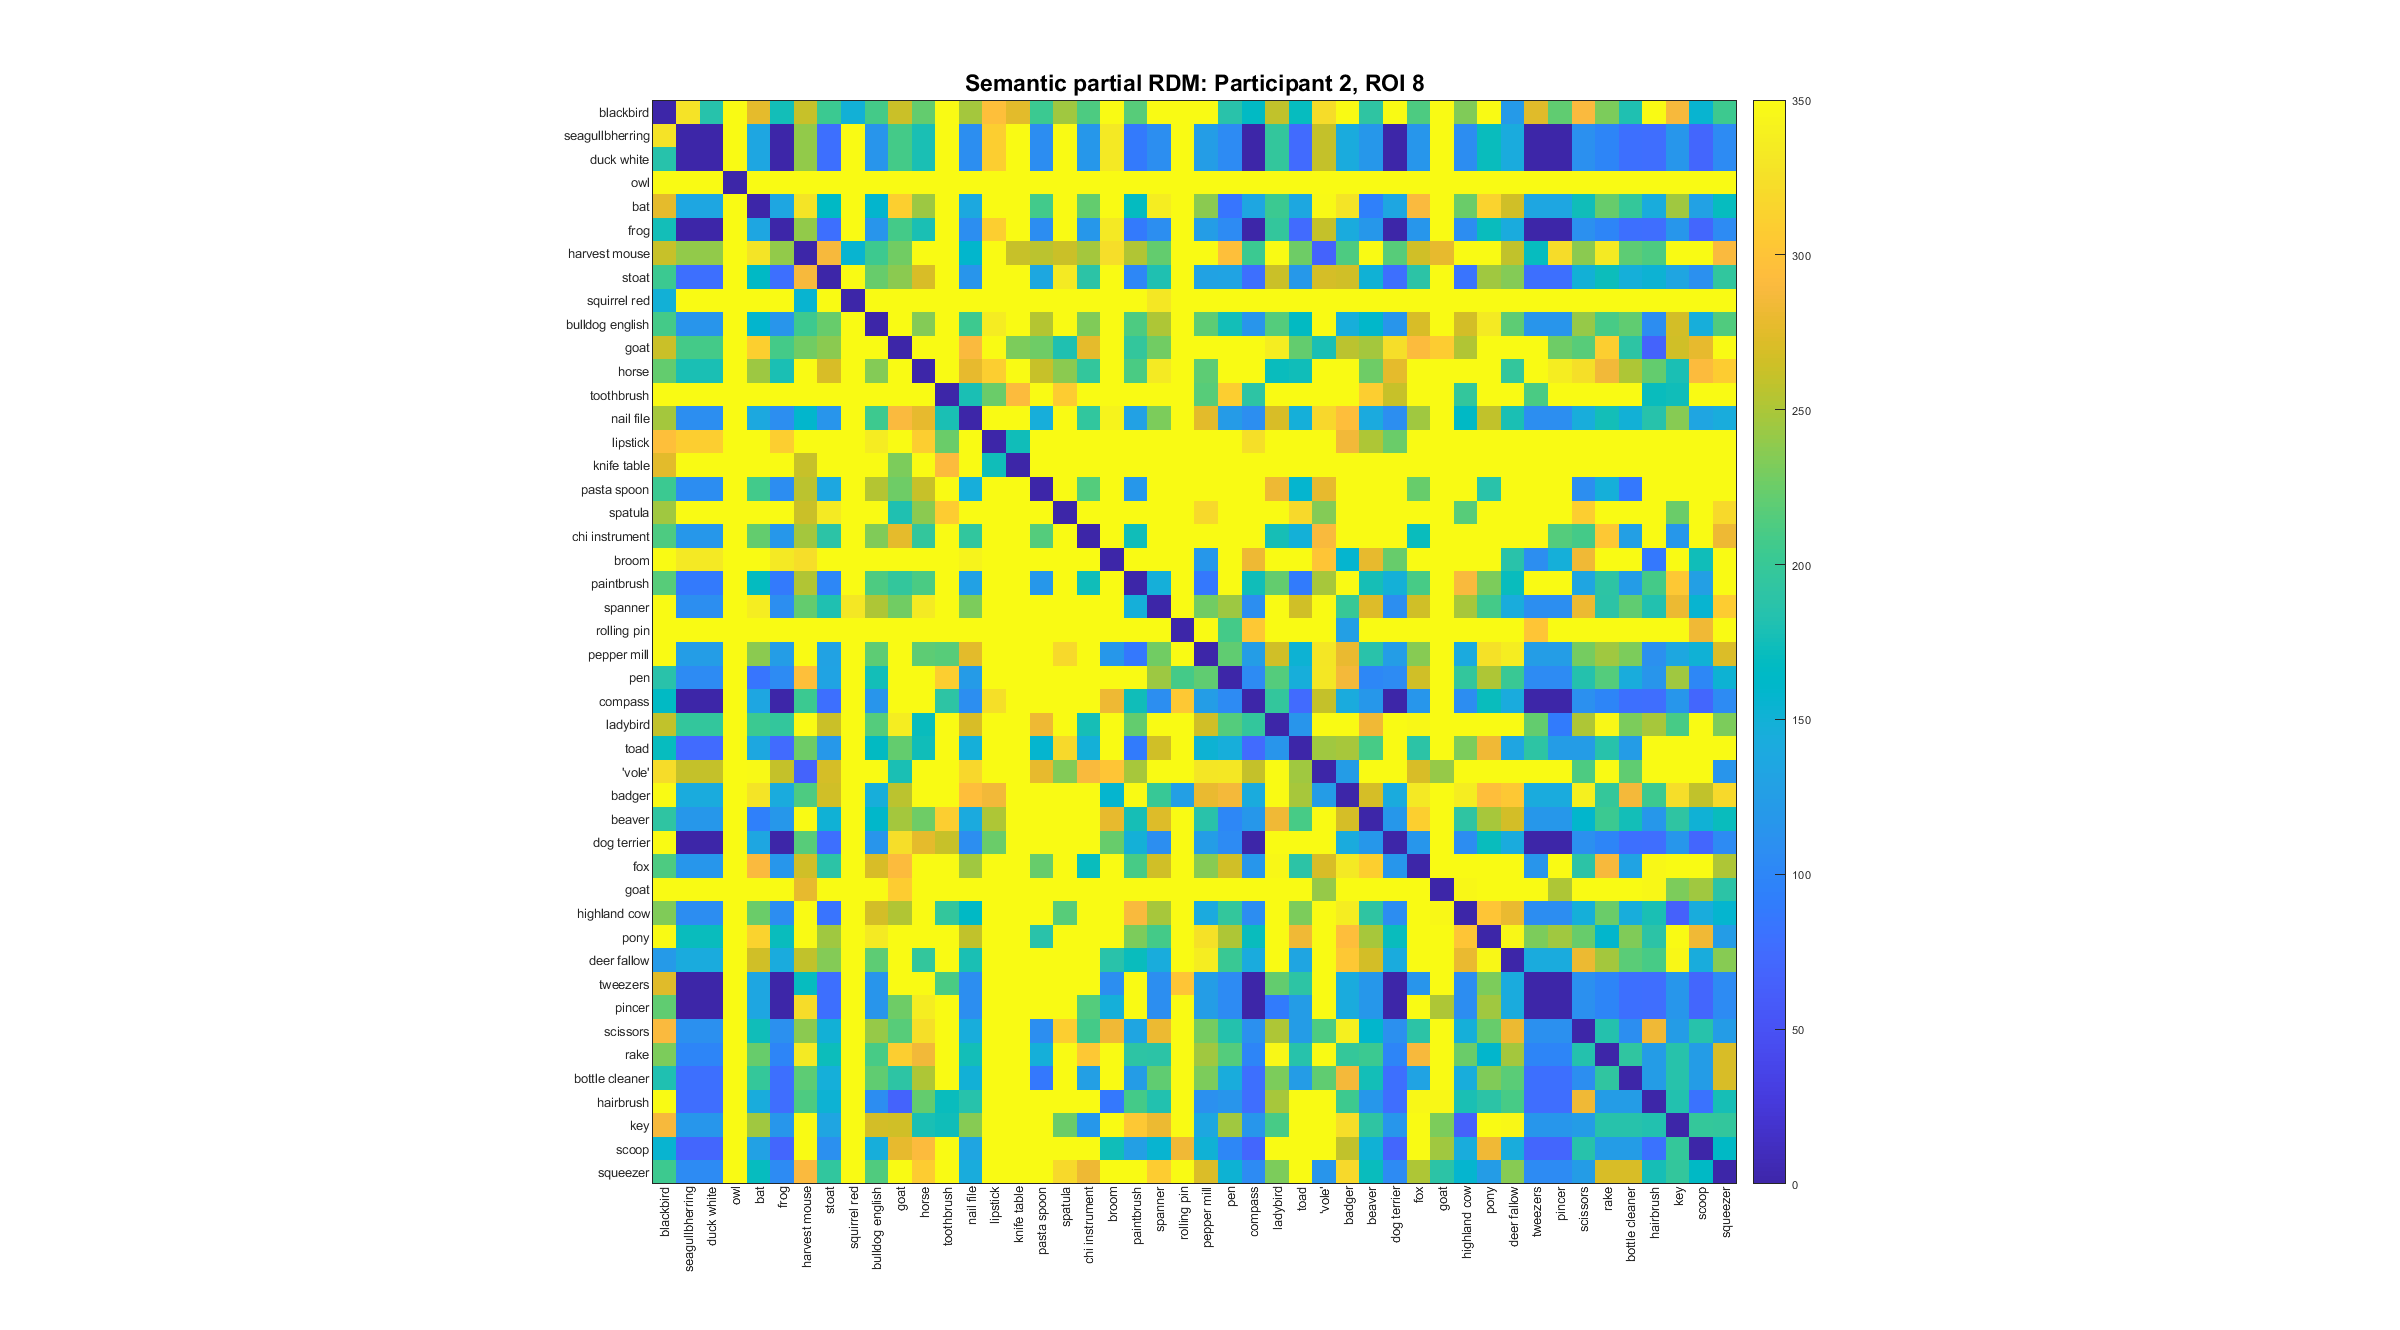 Semantic partial RDM: Participant 2, ROI 8
blackbird
seagullbherring
duck white
owl
bat
frog
harvest mouse
stoat
squirrel red
bulldog english
goat
horse
toothbrush
nail file
lipstick
knife table
pasta spoon
spatula
chi instrument
broom
paintbrush
spanner
rolling pin
pepper mill
pen
compass
ladybird
toad
'vole'
badger
beaver
dog terrier
fox
goat
highland cow
pony
deer fallow
tweezers
pincer
scissors
rake
bottle cleaner
hairbrush
key
scoop
squeezer
350
300
250
200
150
100
50
0
blackbird
seagullbherring
duck white
owl
bat
frog
harvest mouse
stoat
squirrel red
bulldog english
goat
horse
toothbrush
nail file
lipstick
knife table
pasta spoon
spatula
chi instrument
broom
paintbrush
spanner
rolling pin
pepper mill
pen
compass
ladybird
toad
'vole'
badger
beaver
dog terrier
fox
goat
highland cow
pony
deer fallow
tweezers
pincer
scissors
rake
bottle cleaner
hairbrush
key
scoop
squeezer